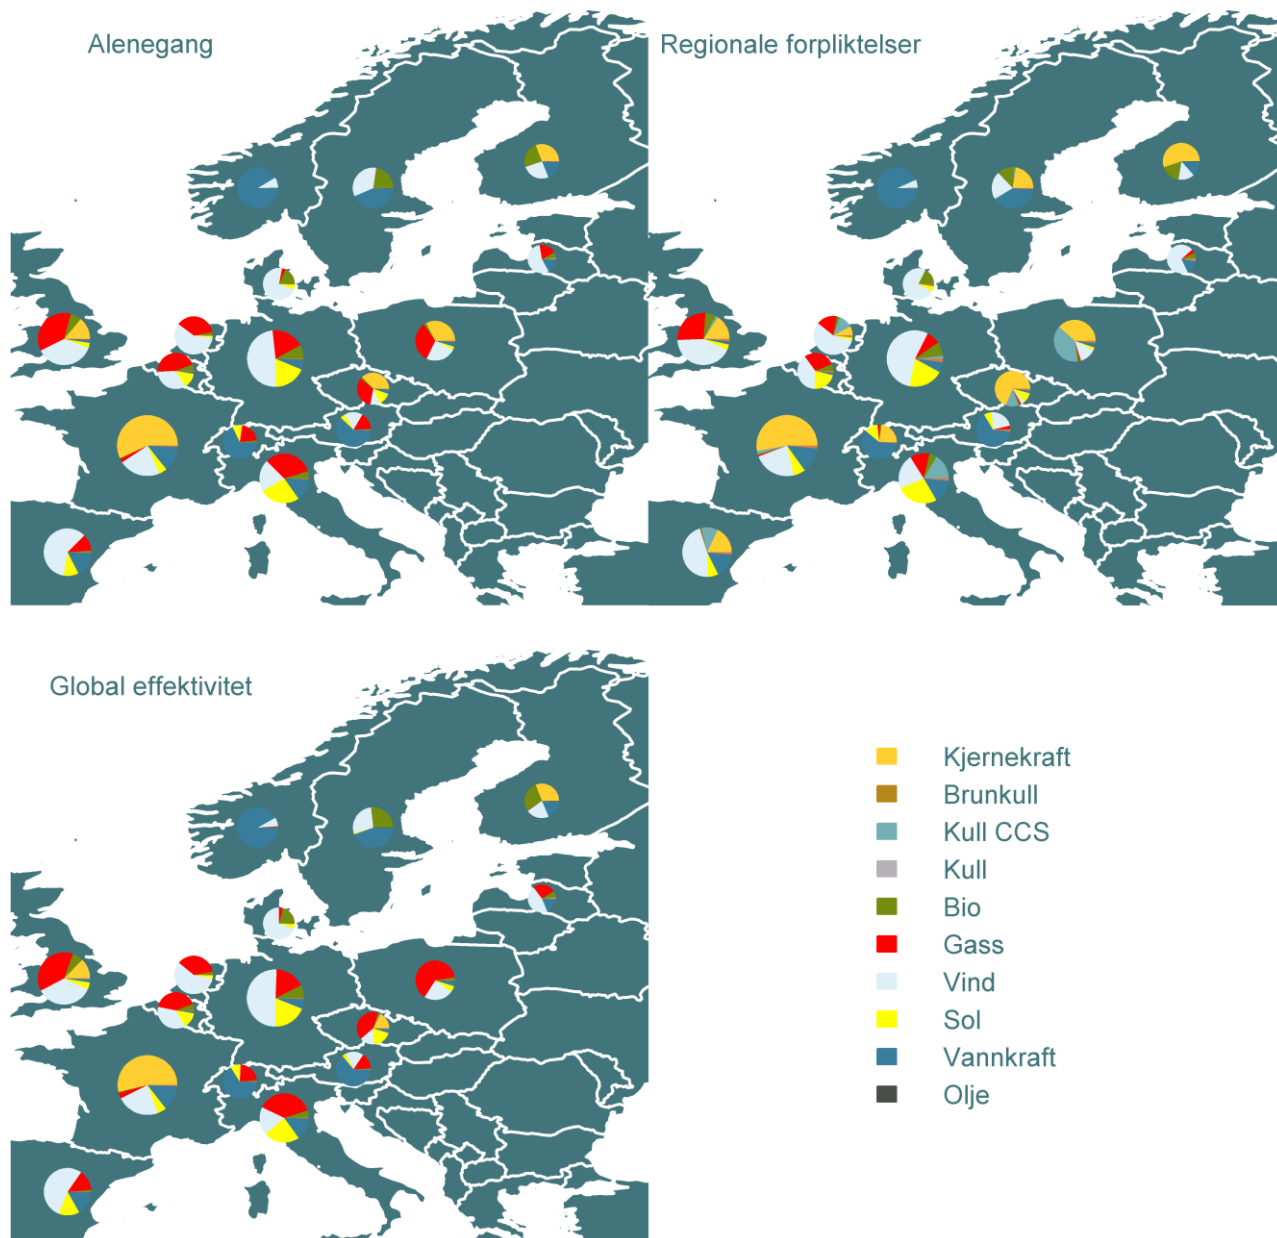 Alenegang
Regionale forpliktelser
Global effektivitet
Kjernekraft
Brunkull
Kull CCS
Kull
Bio
Gass
Vind
Sol
Vannkraft
Olje